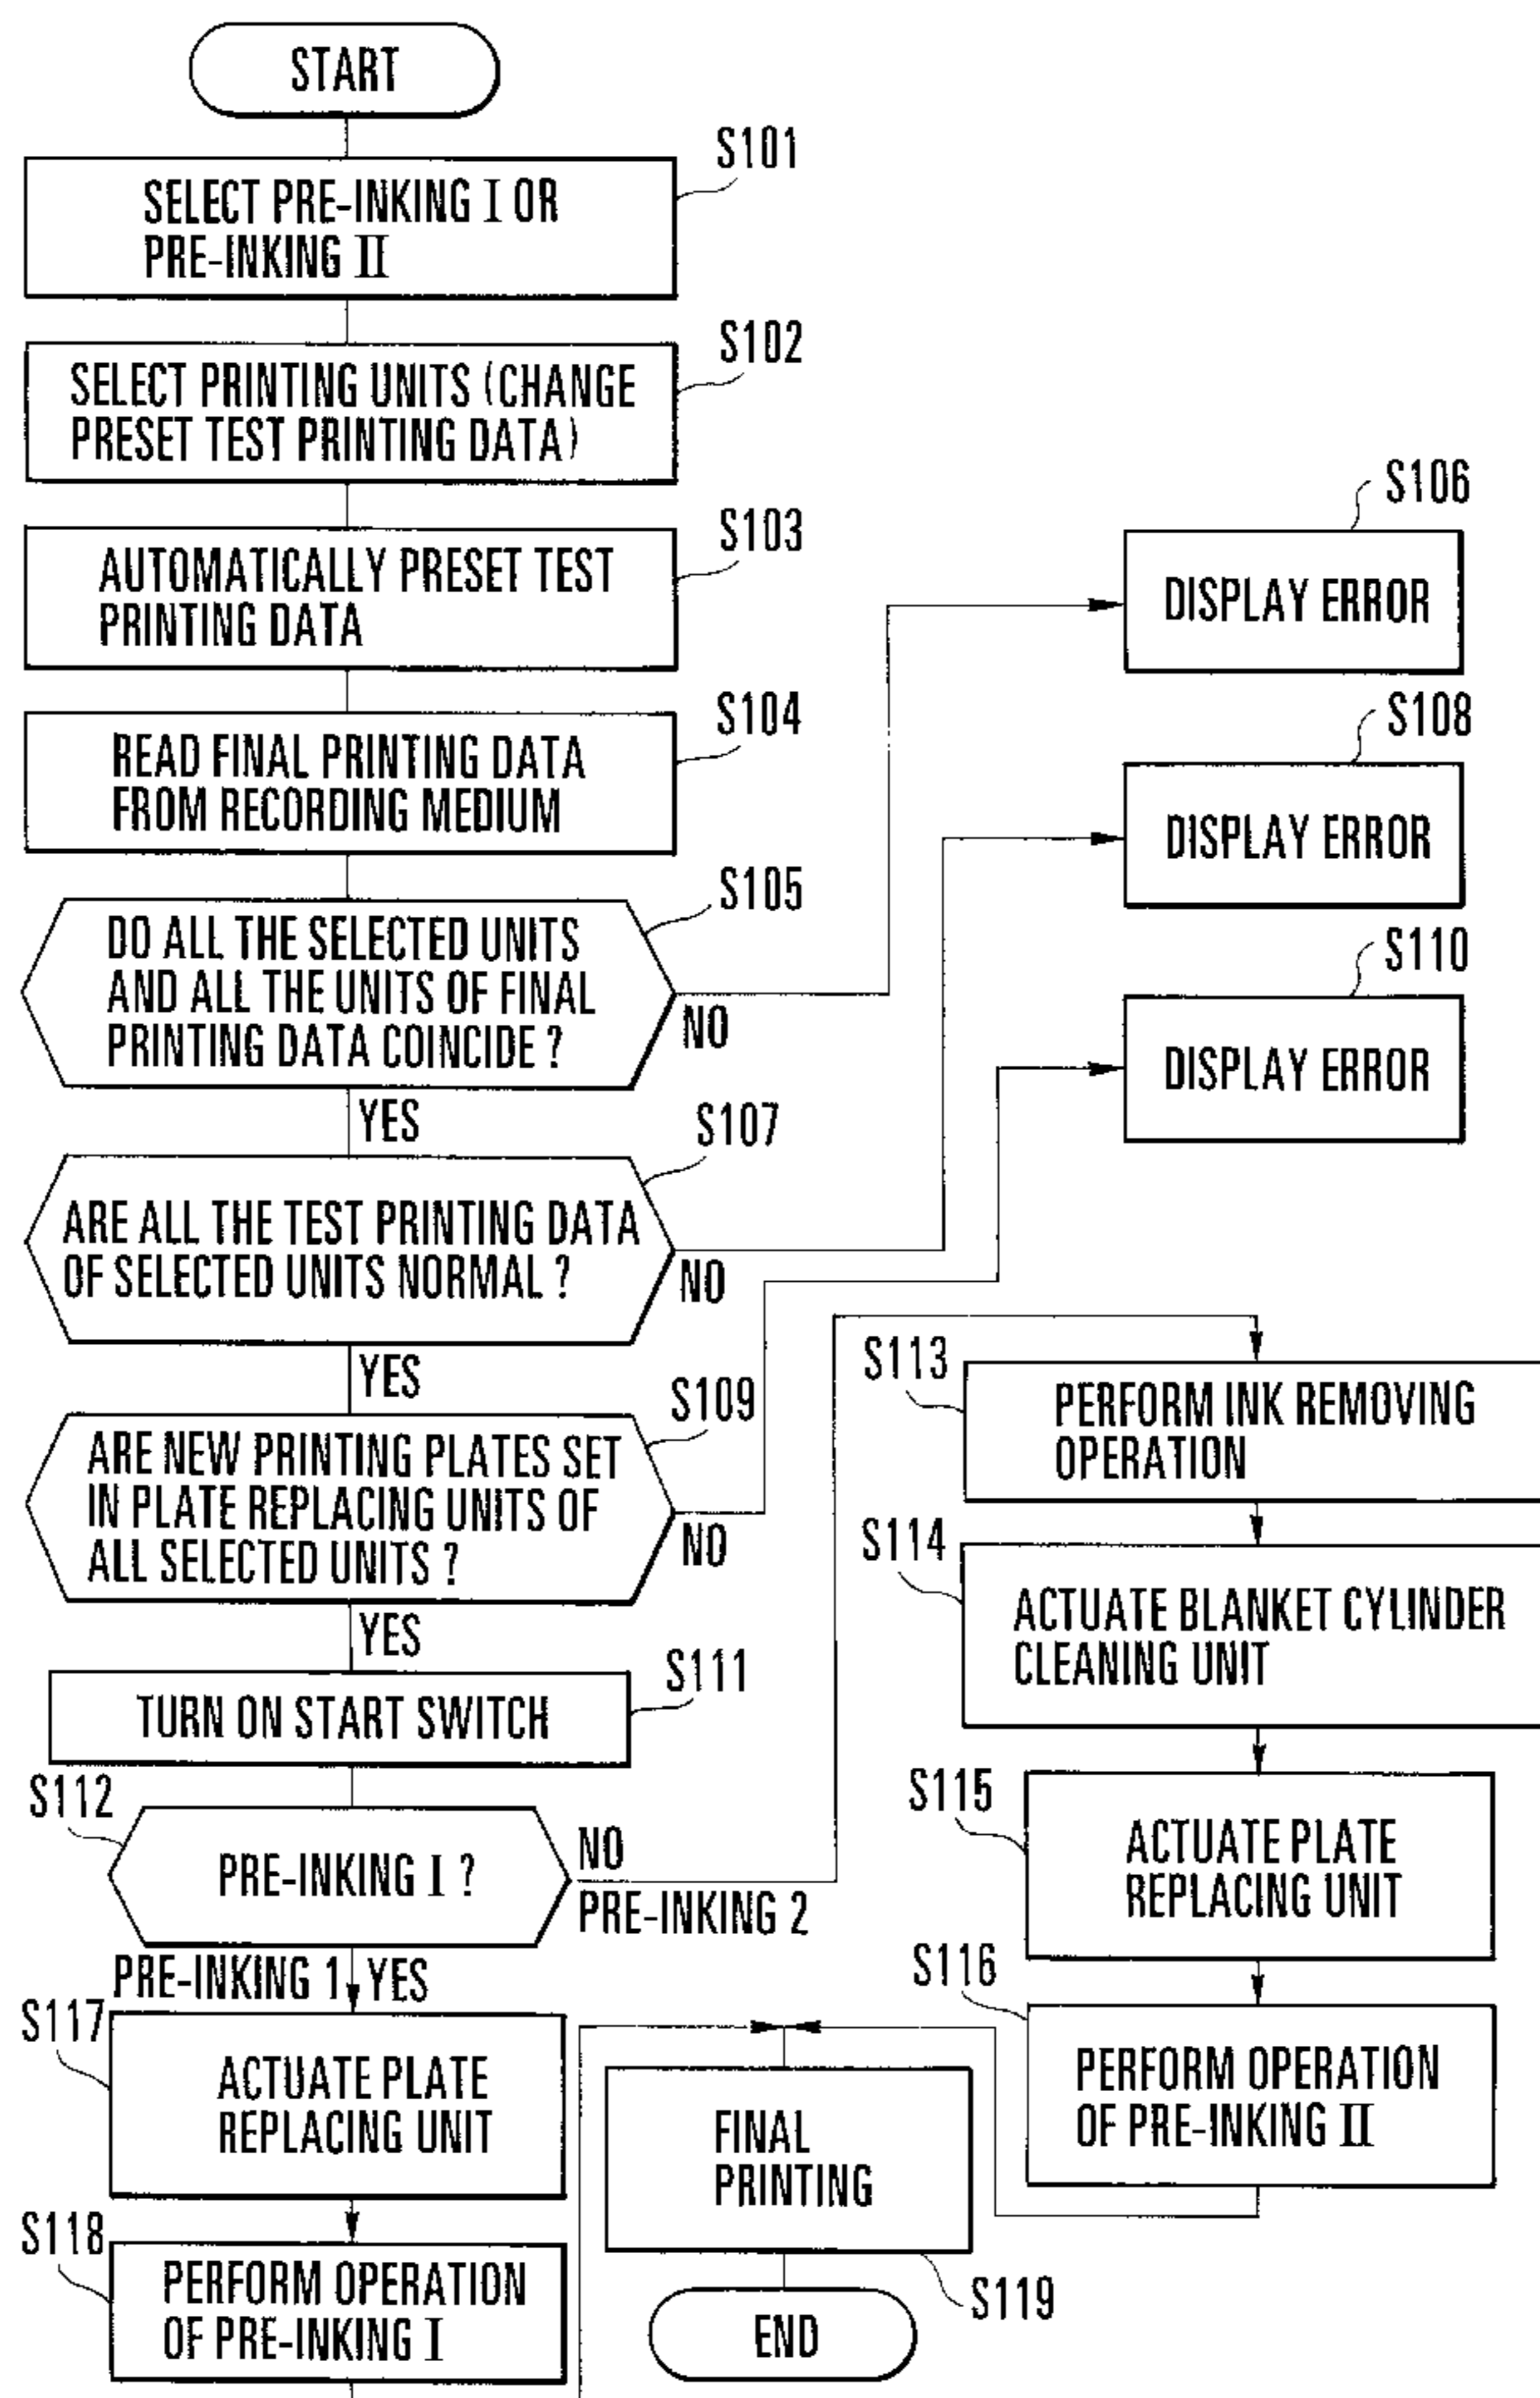 START
S101
SELECT PRE-INKING I OR
PRE-INKING II
S102
SELECT PRINTING UNITS (CHANGE
PRESET TEST PRINTING DATA)
S103
AUTOMATICALLY PRESET TEST
PRINTING DATA
S104
READ FINAL PRINTING DATA
FROM RECORDING MEDIUM
S105
DO ALL THE SELECTED UNITS
AND ALL THE UNITS OF FINAL
PRINTING DATA COINCIDE ?
NO
YES
S106
DISPLAY ERROR
S107
ARE ALL THE TEST PRINTING DATA
OF SELECTED UNITS NORMAL ?
NO
YES
S108
DISPLAY ERROR
S109
ARE NEW PRINTING PLATES SET
IN PLATE REPLACING UNITS OF
ALL SELECTED UNITS ?
NO
YES
S110
DISPLAY ERROR
S111
TURN ON START SWITCH
S112
PRE-INKING I ?
NO
PRE-INKING 2
PRE-INKING 1 YES
S113
PERFORM INK REMOVING
OPERATION
S114
ACTUATE BLANKET CYLINDER
CLEANING UNIT
S115
ACTUATE PLATE
REPLACING UNIT
S116
PERFORM OPERATION
OF PRE-INKING II
S117
ACTUATE PLATE
REPLACING UNIT
S118
PERFORM OPERATION
OF PRE-INKING I
FINAL
PRINTING
S119
END